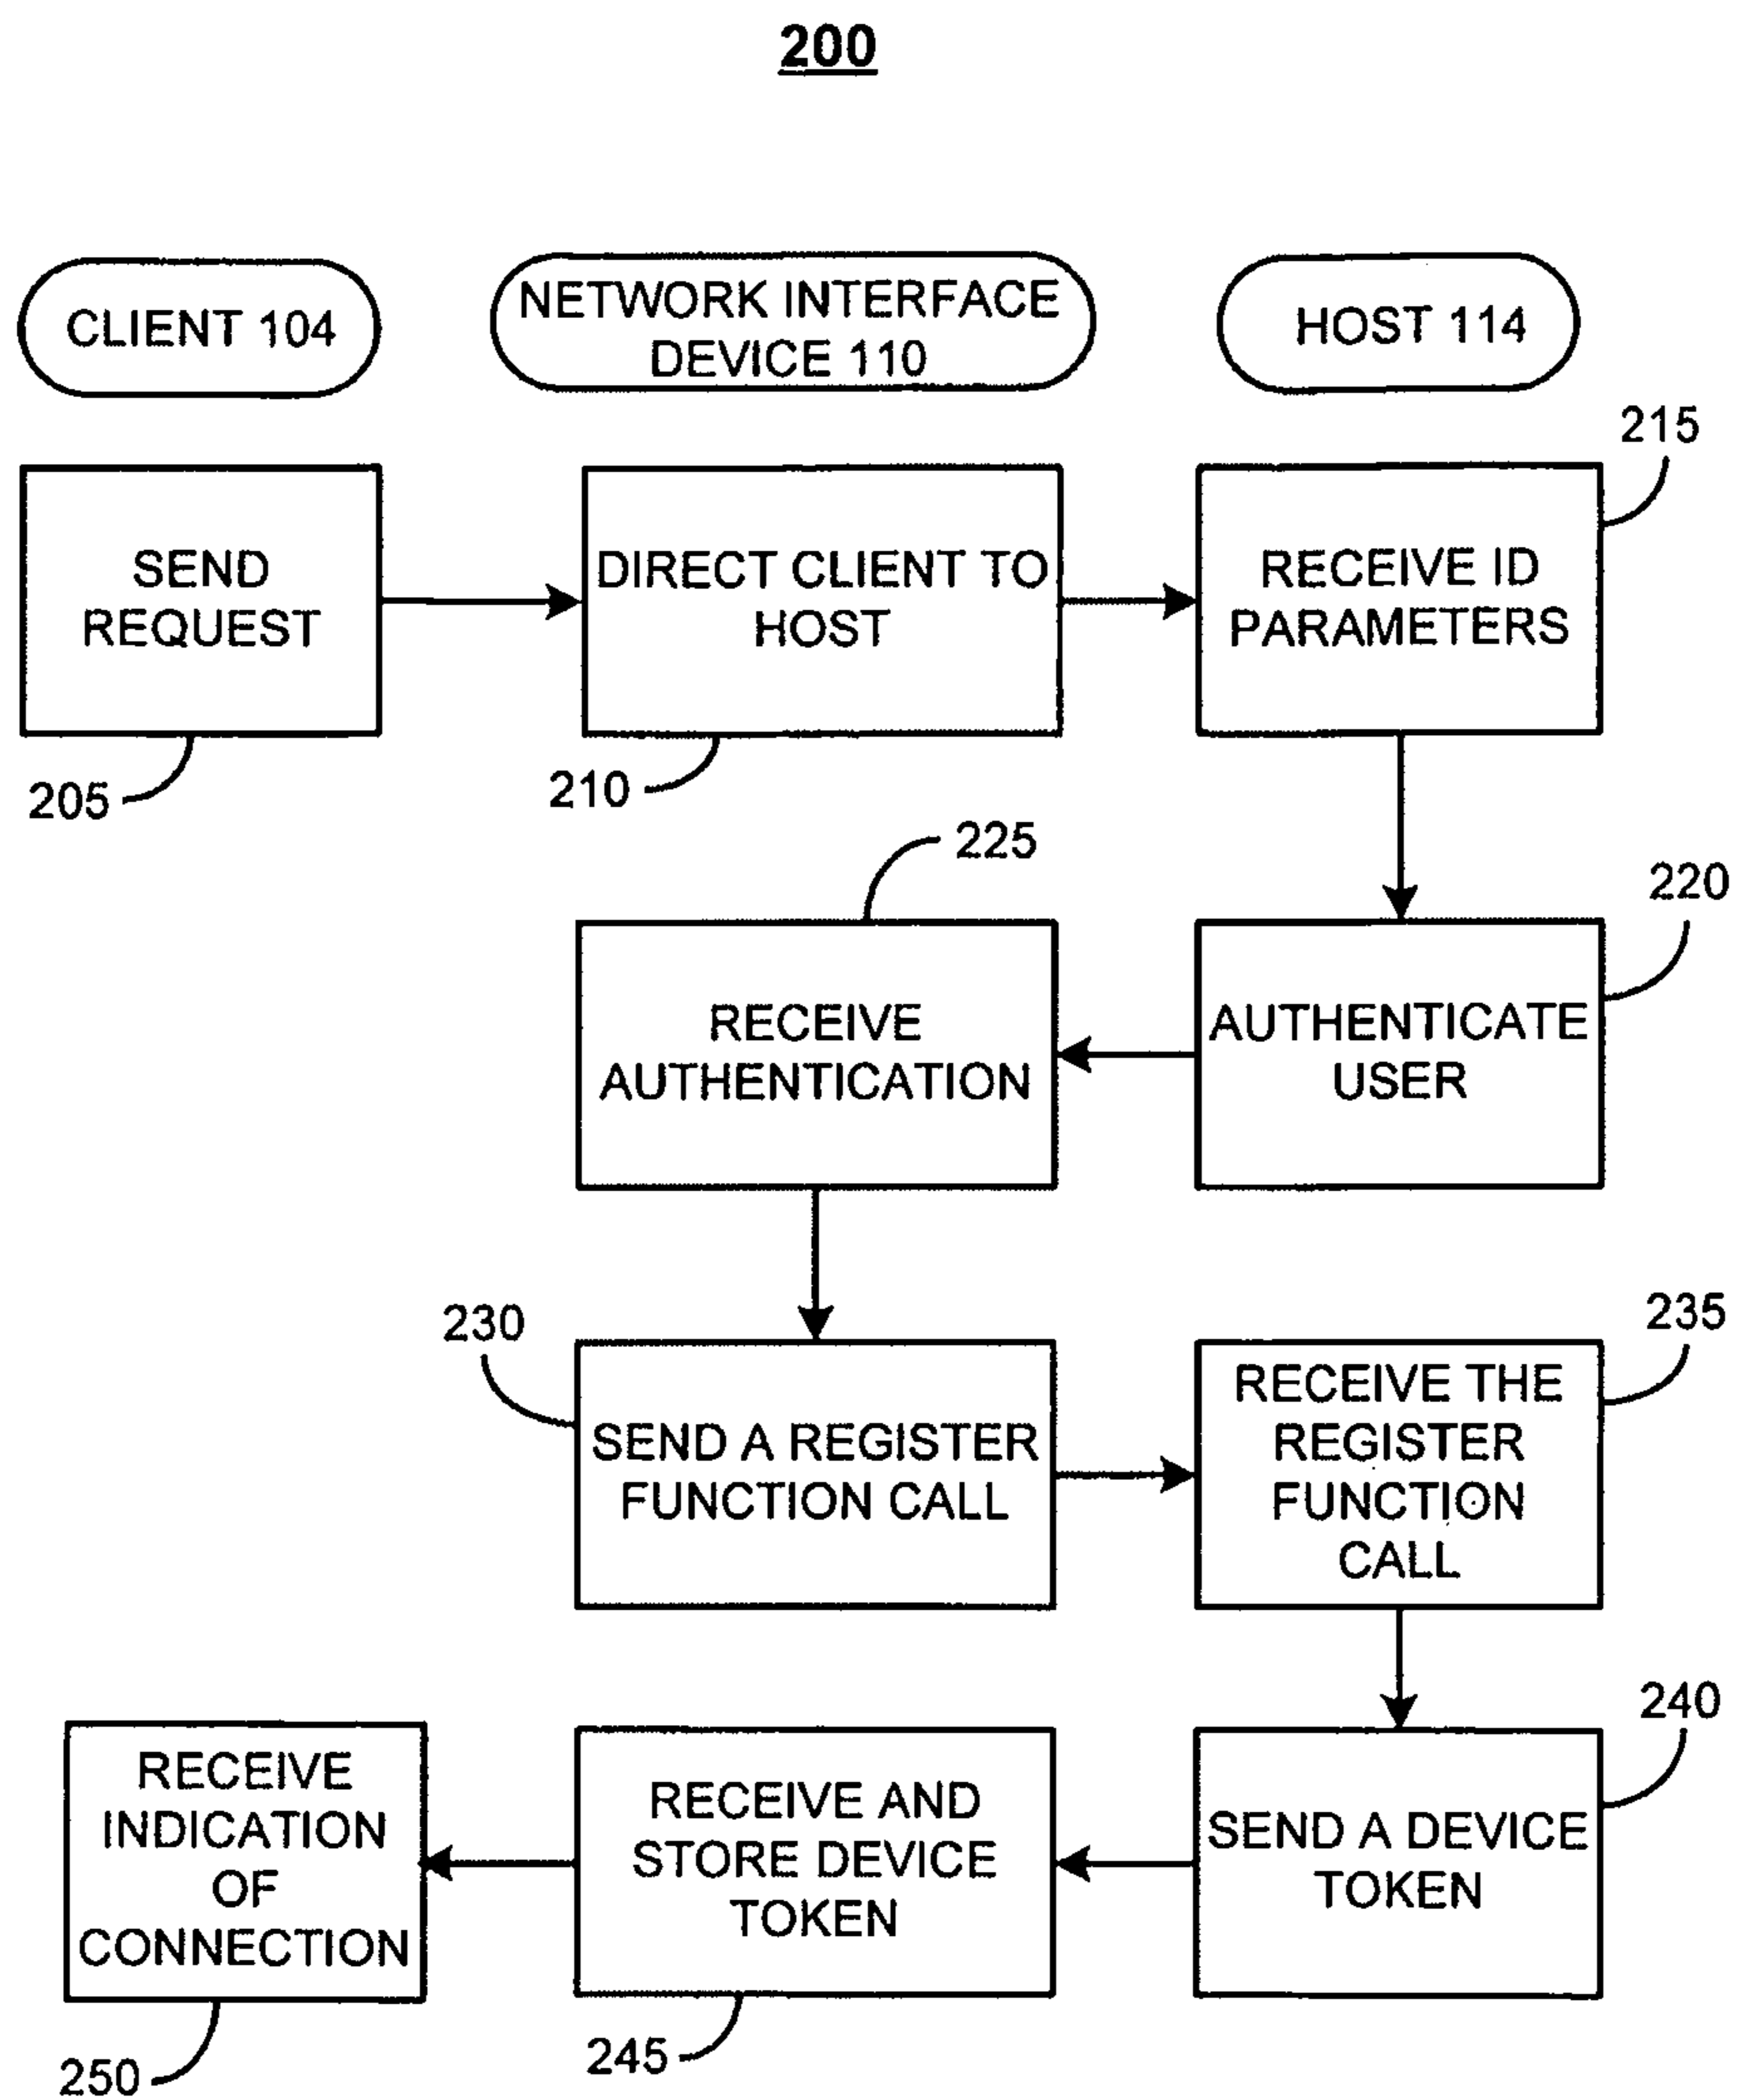 200
CLIENT 104
NETWORK INTERFACE
DEVICE 110
HOST 114
215
SEND
REQUEST
DIRECT CLIENT TO
HOST
RECEIVE ID
PARAMETERS
205
210
225
220
RECEIVE
AUTHENTICATION
AUTHENTICATE
USER
230
235
SEND A REGISTER
FUNCTION CALL
RECEIVE THE
REGISTER
FUNCTION
CALL
240
RECEIVE
INDICATION
OF
CONNECTION
RECEIVE AND
STORE DEVICE
TOKEN
SEND A DEVICE
TOKEN
245
250